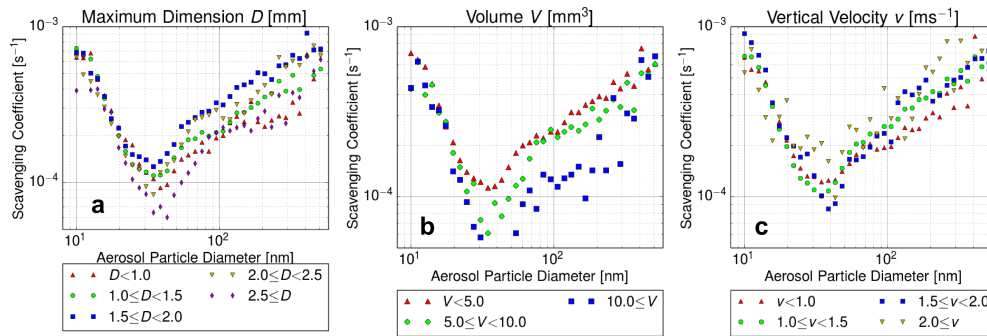 Maximum Dimension D [mm]
Scavenging Coefficient [s⁻¹]
10⁻³
10⁻⁴
a
10¹
10²
Aerosol Particle Diameter [nm]
D<1.0
1.0≤D<1.5
1.5≤D<2.0
2.0≤D<2.5
2.5≤D
Volume V [mm³]
Scavenging Coefficient [s⁻¹]
10⁻³
10⁻⁴
b
10¹
10²
Aerosol Particle Diameter [nm]
V<5.0
5.0≤V<10.0
10.0≤V
Vertical Velocity v [ms⁻¹]
Scavenging Coefficient [s⁻¹]
10⁻³
10⁻⁴
c
10¹
10²
Aerosol Particle Diameter [nm]
v<1.0
1.0≤v<1.5
1.5≤v<2.0
2.0≤v